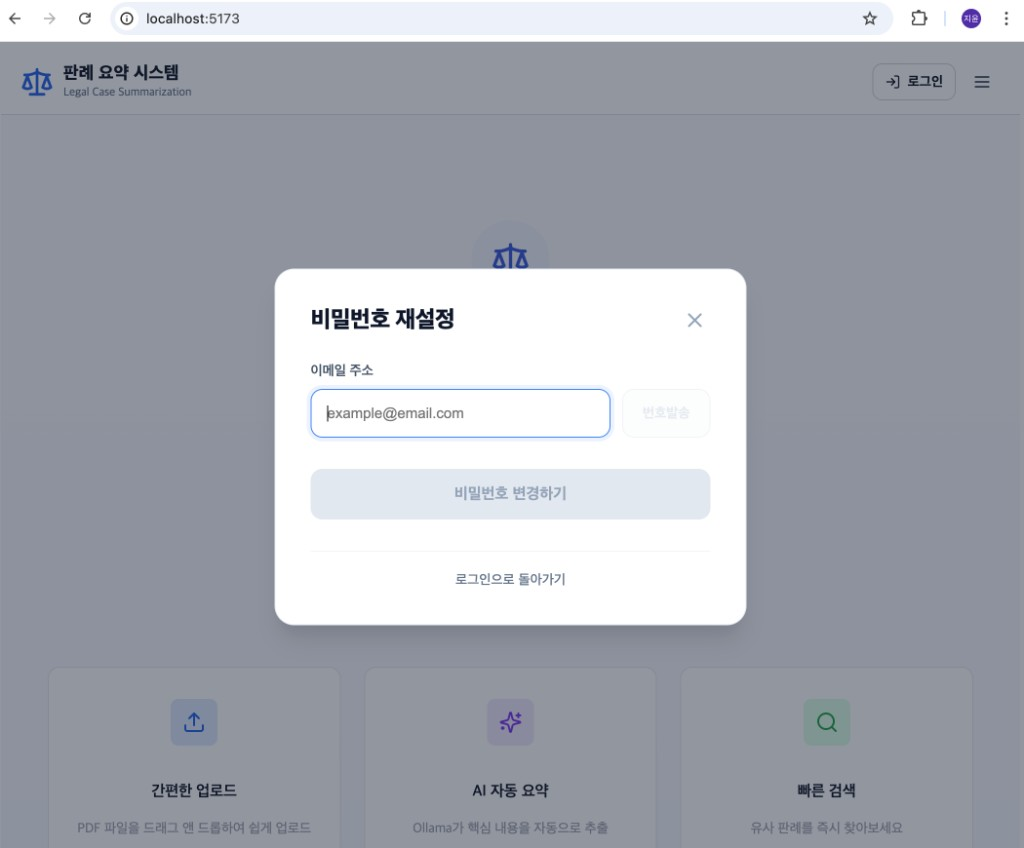 localhost:5173
지윤
판례 요약 시스템
Legal Case Summarization
로그인
비밀번호 재설정
이메일 주소
example@email.com
번호발송
비밀번호 변경하기
로그인으로 돌아가기
간편한 업로드
PDF 파일을 드래그 앤 드롭하여 쉽게 업로드
AI 자동 요약
Ollama가 핵심 내용을 자동으로 추출
빠른 검색
유사 판례를 즉시 찾아보세요